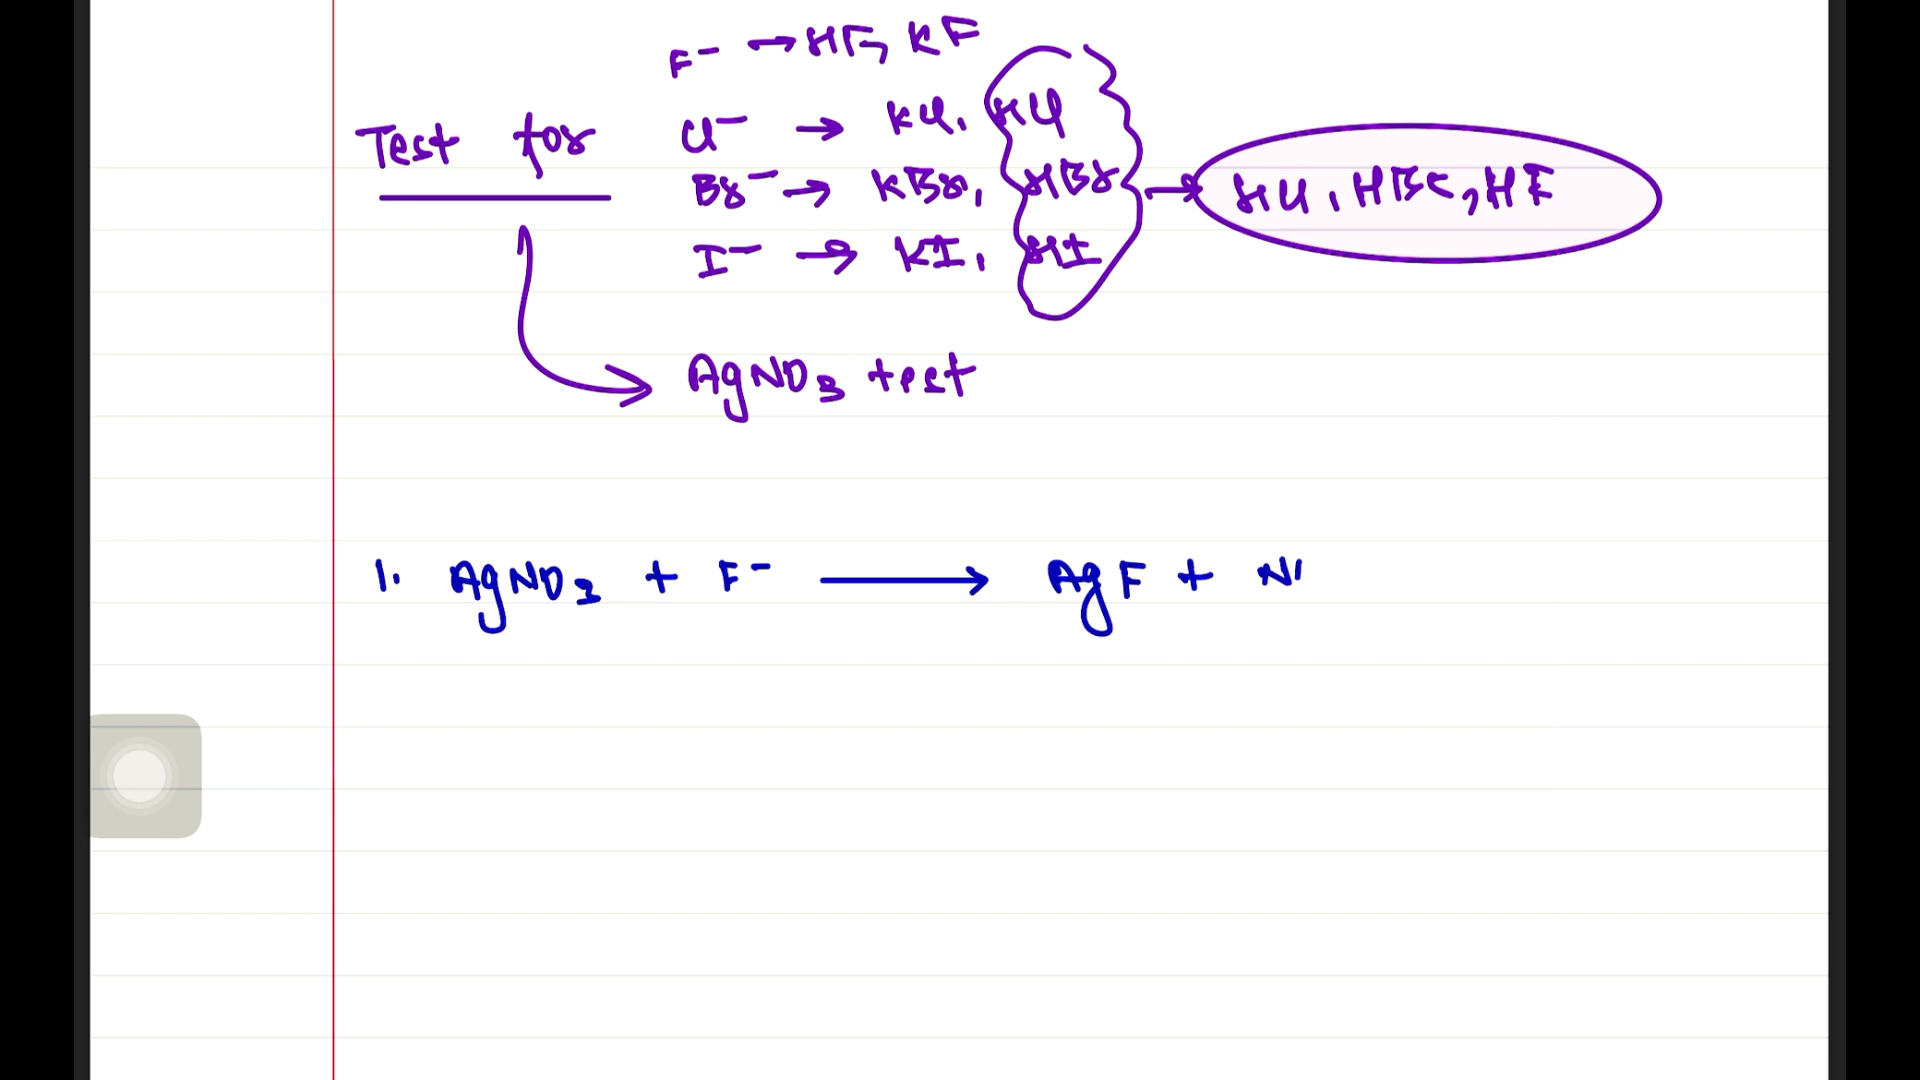 F⁻ → HF, KF
Test for Cl⁻ → KCl, HCl
Br⁻ → KBr, HBr → HCl, HBr, HF
I⁻ → KI, HI
AgNO₃ test
1. AgNO₃ + F⁻ → AgF + N